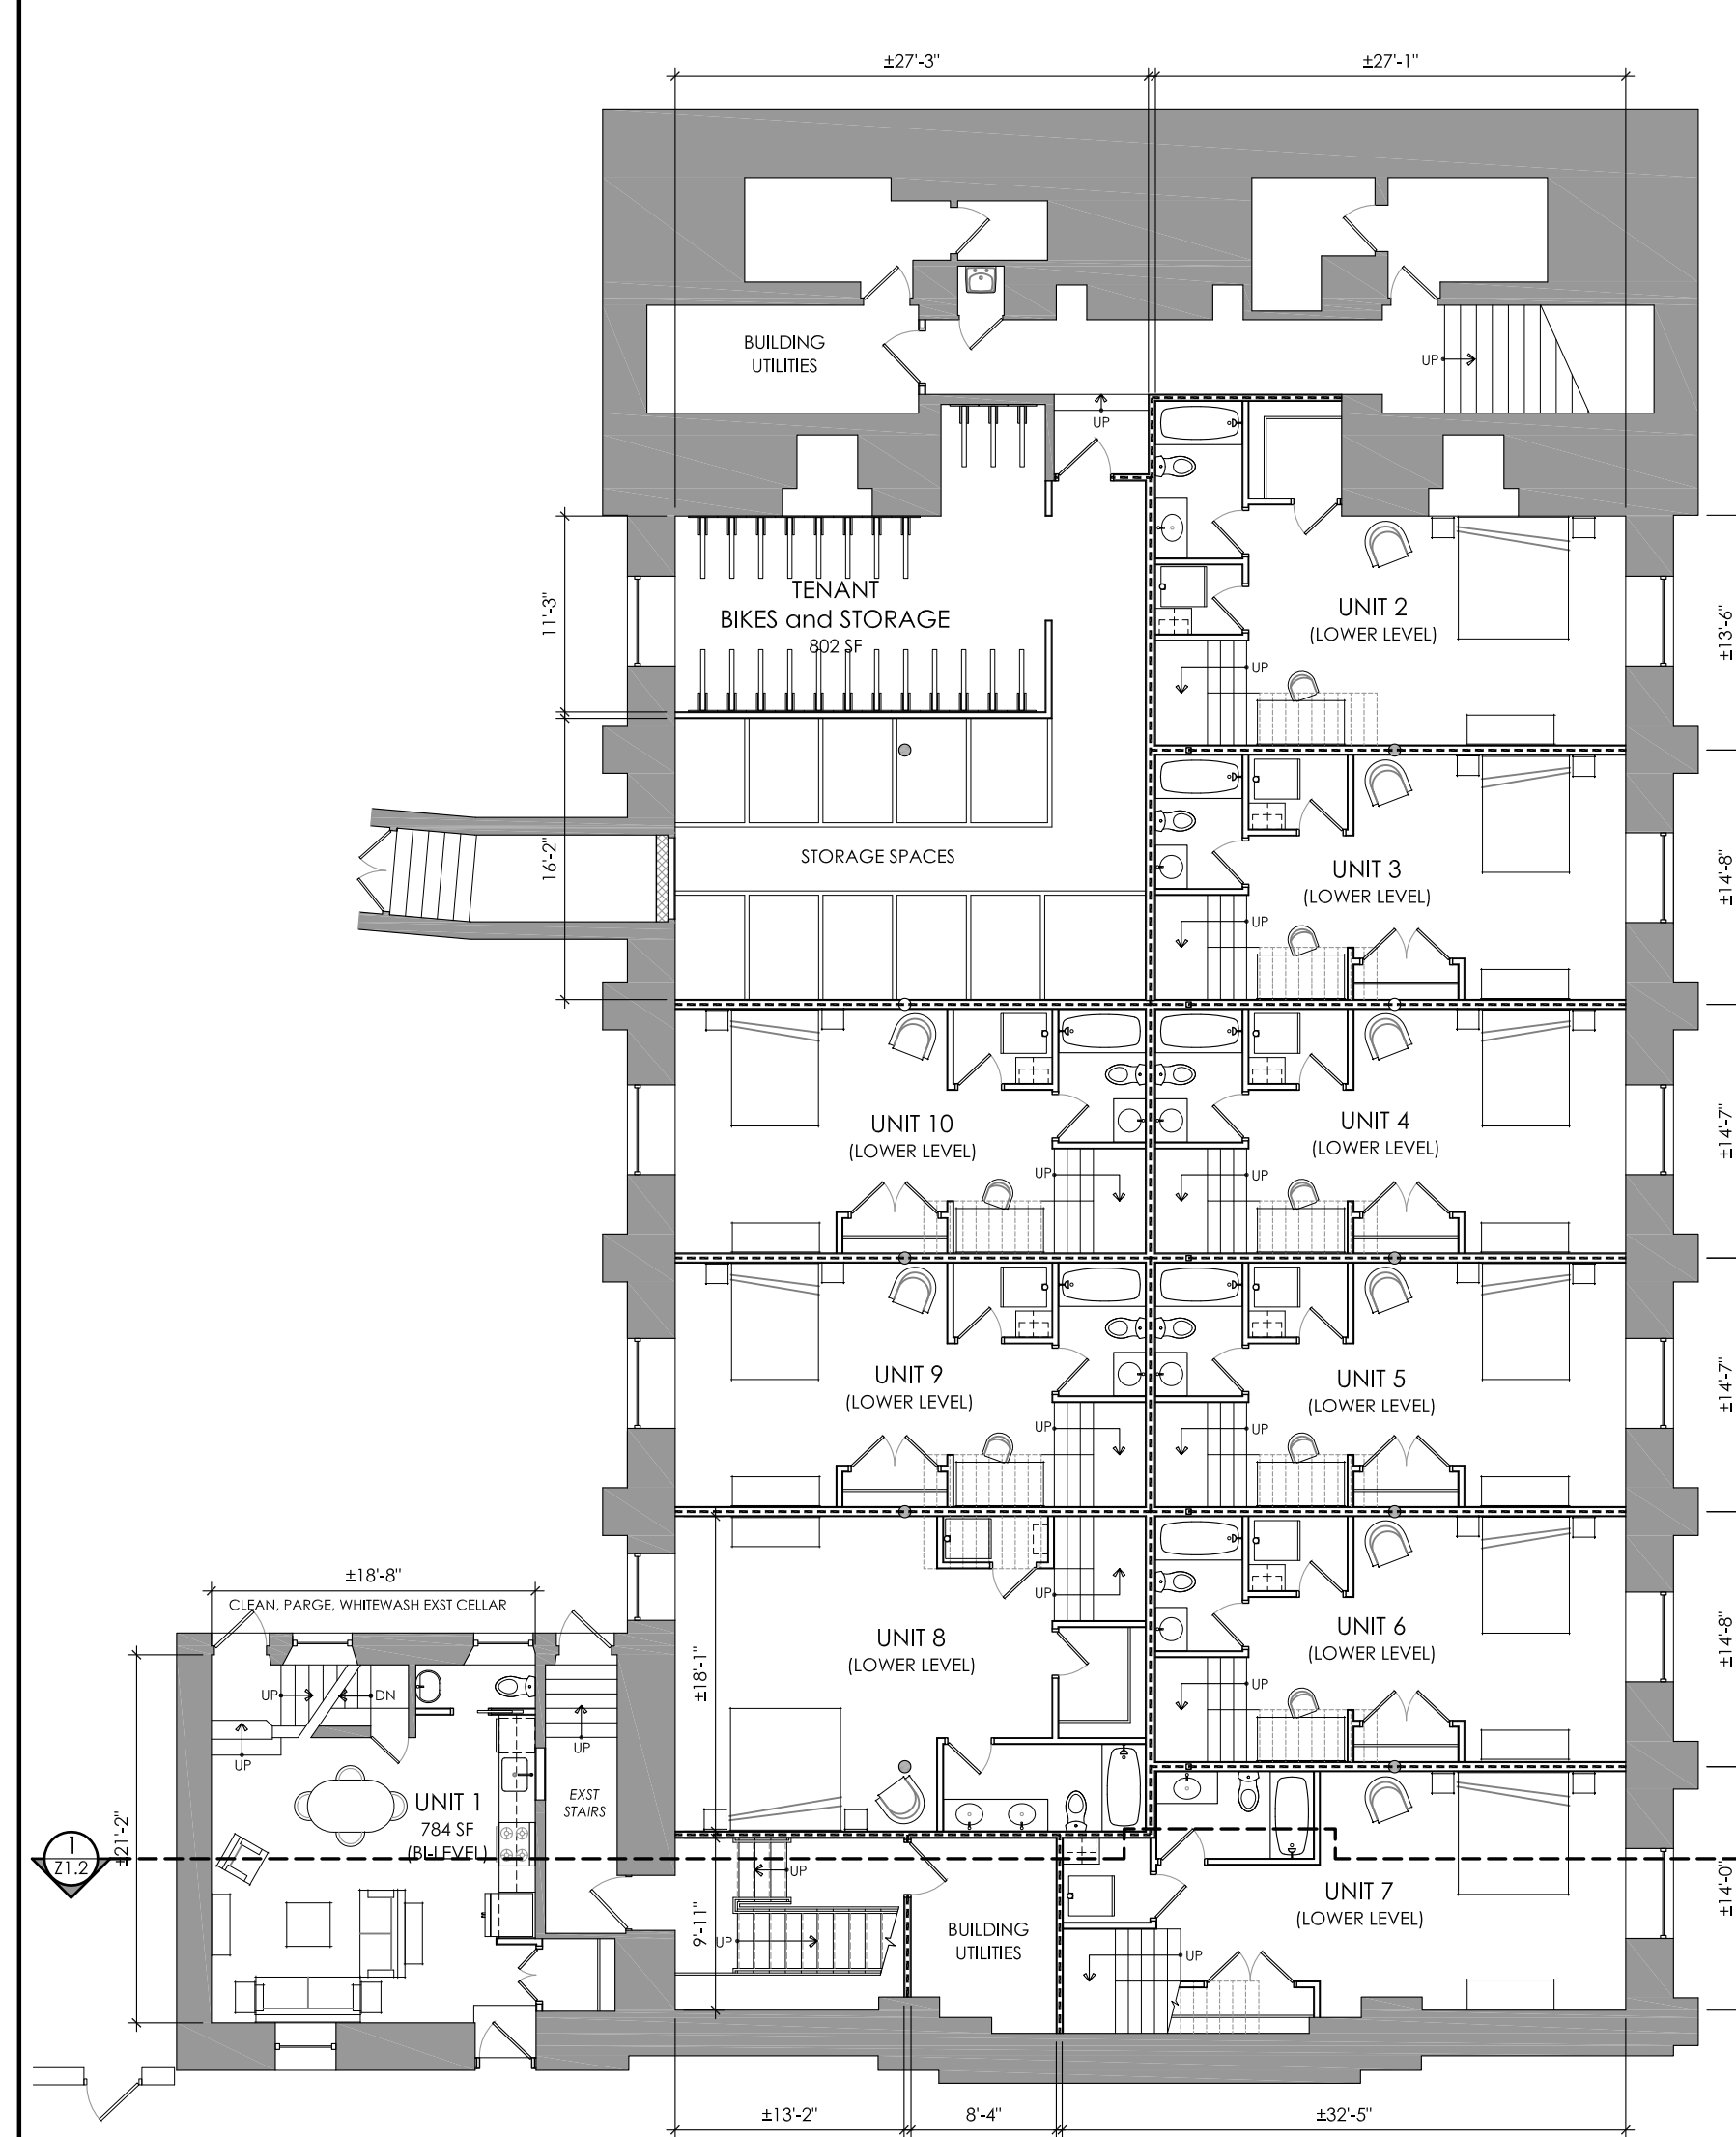 ±27'-3"
±27'-1"
BUILDING
UTILITIES
UP
UP
TENANT
BIKES and STORAGE
802 SF
11'-3"
UNIT 2
(LOWER LEVEL)
±13'-6"
UP
16'-2"
STORAGE SPACES
UNIT 3
(LOWER LEVEL)
±14'-8"
UP
UNIT 10
(LOWER LEVEL)
UP
UNIT 4
(LOWER LEVEL)
±14'-7"
UP
UNIT 9
(LOWER LEVEL)
UP
UNIT 5
(LOWER LEVEL)
±14'-7"
UP
±18'-8"
CLEAN, PARGE, WHITEWASH EXST CELLAR
UP
UNIT 8
(LOWER LEVEL)
±18'-1"
UNIT 6
(LOWER LEVEL)
±14'-8"
UP
UP
DN
UP
UP
EXST
STAIRS
UNIT 1
784 SF
(BI-LEVEL)
±21'-2"
1
Z1.2
UP
9'-11"
UP
BUILDING
UTILITIES
UNIT 7
(LOWER LEVEL)
±14'-0"
UP
±13'-2"
8'-4"
±32'-5"